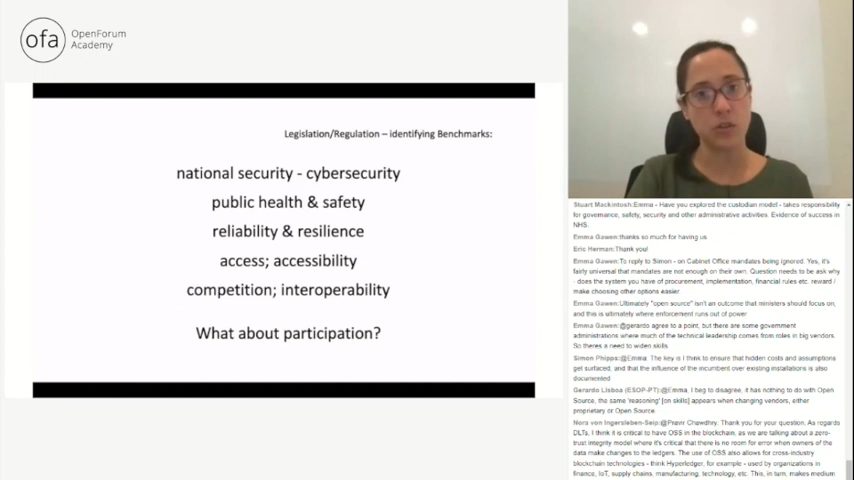 ofa
OpenForum
Academy
Legislation/Regulation – identifying Benchmarks:
national security - cybersecurity
public health & safety
reliability & resilience
access; accessibility
competition; interoperability
What about participation?
Stuart Mackintosh:Emma - Have you explored the custodian model - takes responsibility
for governance, safety, security and other administrative activities. Evidence of success in
NHS.
Emma Gawen:thanks so much for having us
Eric Herman:Thank you!
Emma Gawen:To reply to Simon - on Cabinet Office mandates being ignored. Yes, it's
fairly universal that mandates are not enough on their own. Question needs to be ask why
- does the system you have of procurement, implementation, financial rules etc. reward /
make choosing other options easier.
Emma Gawen:Ultimately "open source" isn't an outcome that ministers should focus on,
and this is ultimately where enforcement runs out of power
Emma Gawen:@gerardo agree to a point, but there are some government
administrations where much of the technical leadership comes from roles in big vendors.
So theres a need to widen skills.
Simon Phipps:@Emma: The key is I think to ensure that hidden costs and assumptions
get surfaced, and that the influence of the incumbent over existing installations is also
documented
Gerardo Lisboa (ESOP-PT):@Emma, I beg to disagree, it has nothing to do with Open
Source, the same 'reasoning' [on skills] appears when changing vendors, either
proprietary or Open Source
Nora von Ingersleben-Seip:@Pranv Chawdhry: Thank you for your question. As regards
DLTs, I think it is critical to have OSS in the blockchain, as we are talking about a zero-
trust integrity model where it's critical that there is no room for error when owners of the
data make changes to the ledgers. The use of OSS also allows for cross-industry
blockchain technologies - think Hyperledger, for example - used by organizations in
finance, IoT, supply chains, manufacturing, technology, etc. This, in turn, makes medium